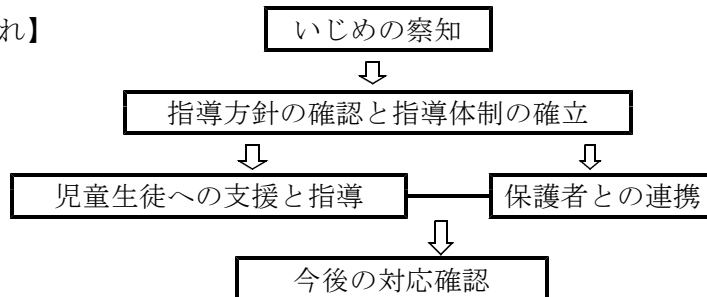 れ】
いじめの察知
指導方針の確認と指導体制の確立
児童生徒への支援と指導
保護者との連携
今後の対応確認